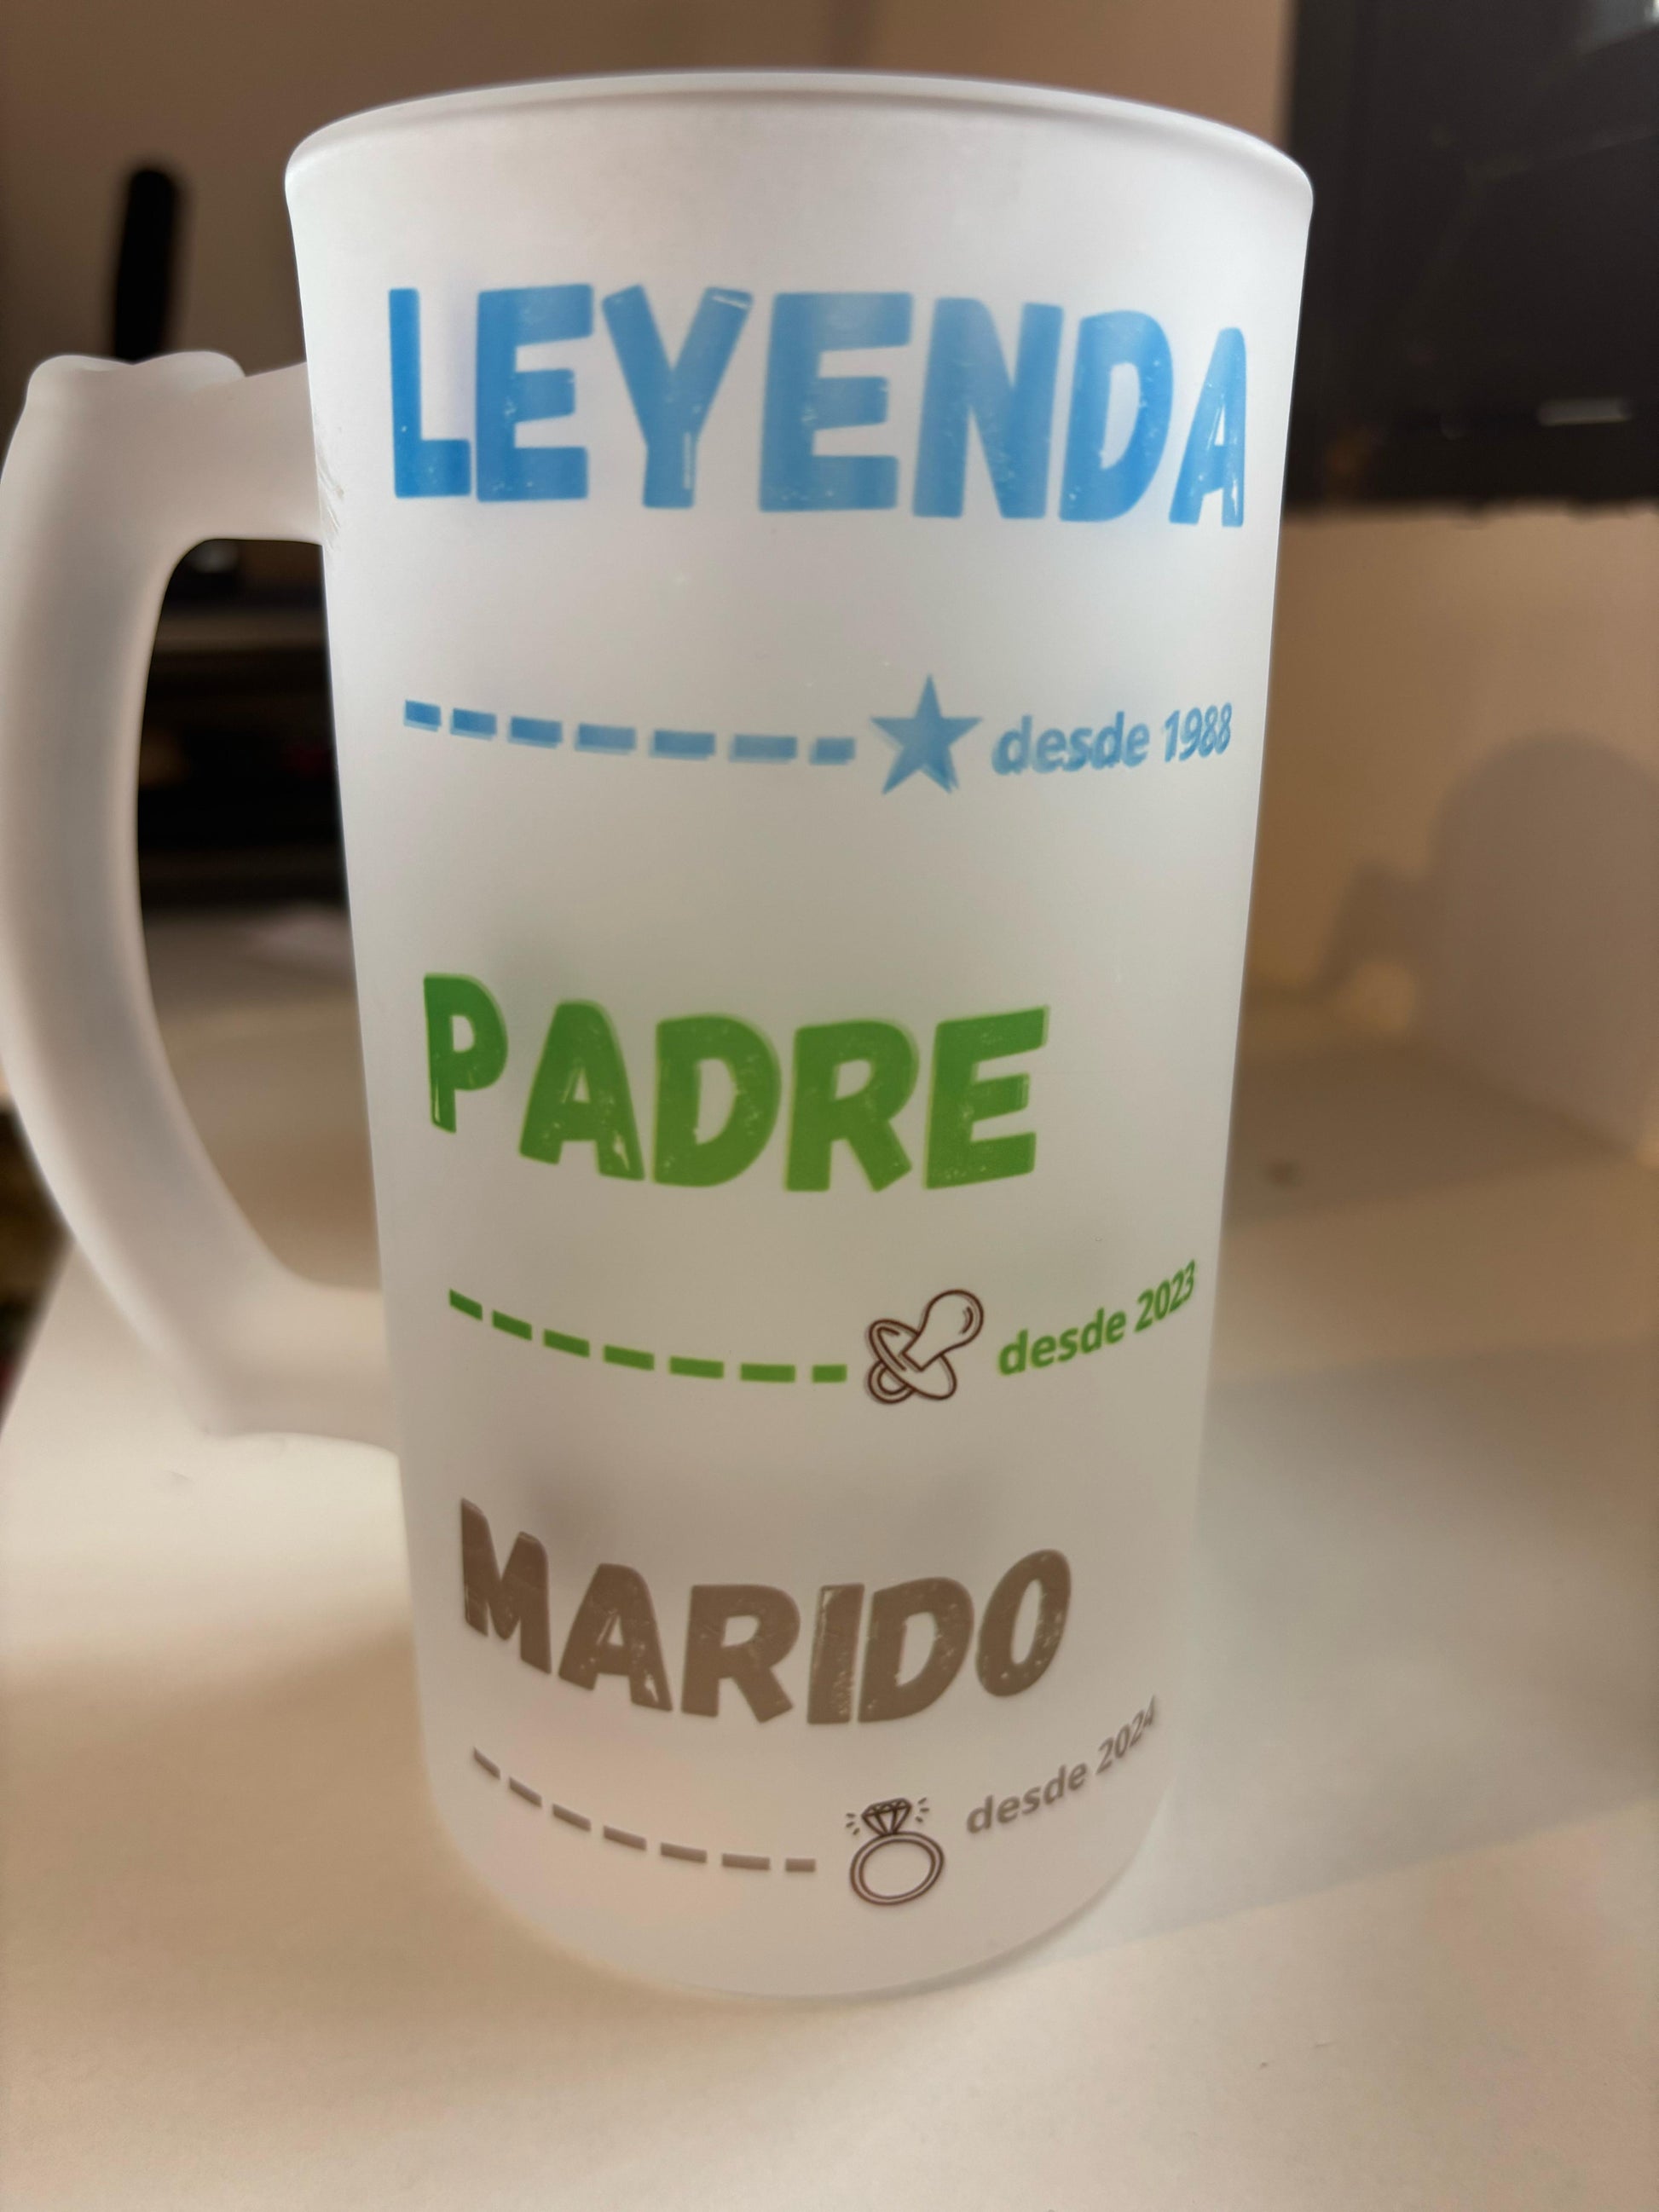 LEYENDA
desde 1988
PADRE
desde 2023
MARIDO
desde 2024